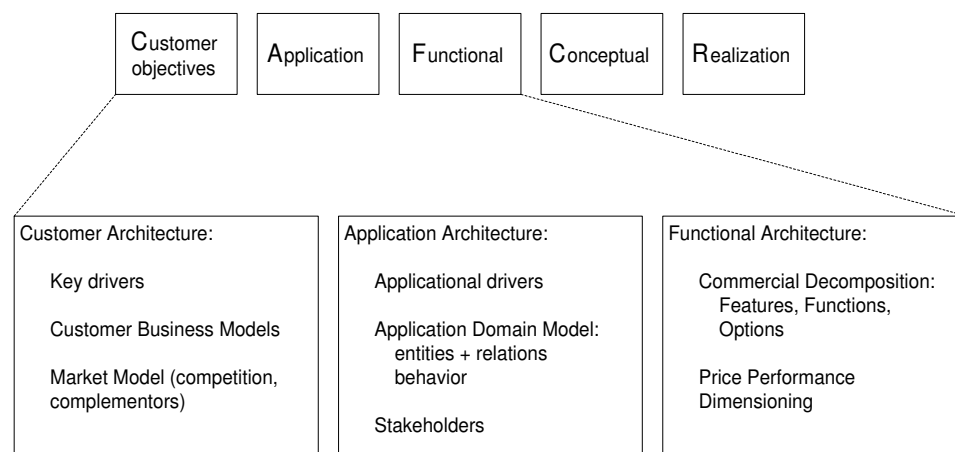 Customer
objectives
Application
Functional
Conceptual
Realization
Customer Architecture:
Key drivers
Customer Business Models
Market Model (competition,
complementors)
Application Architecture:
Applicational drivers
Application Domain Model:
entities + relations
behavior
Stakeholders
Functional Architecture:
Commercial Decomposition:
Features, Functions,
Options
Price Performance
Dimensioning